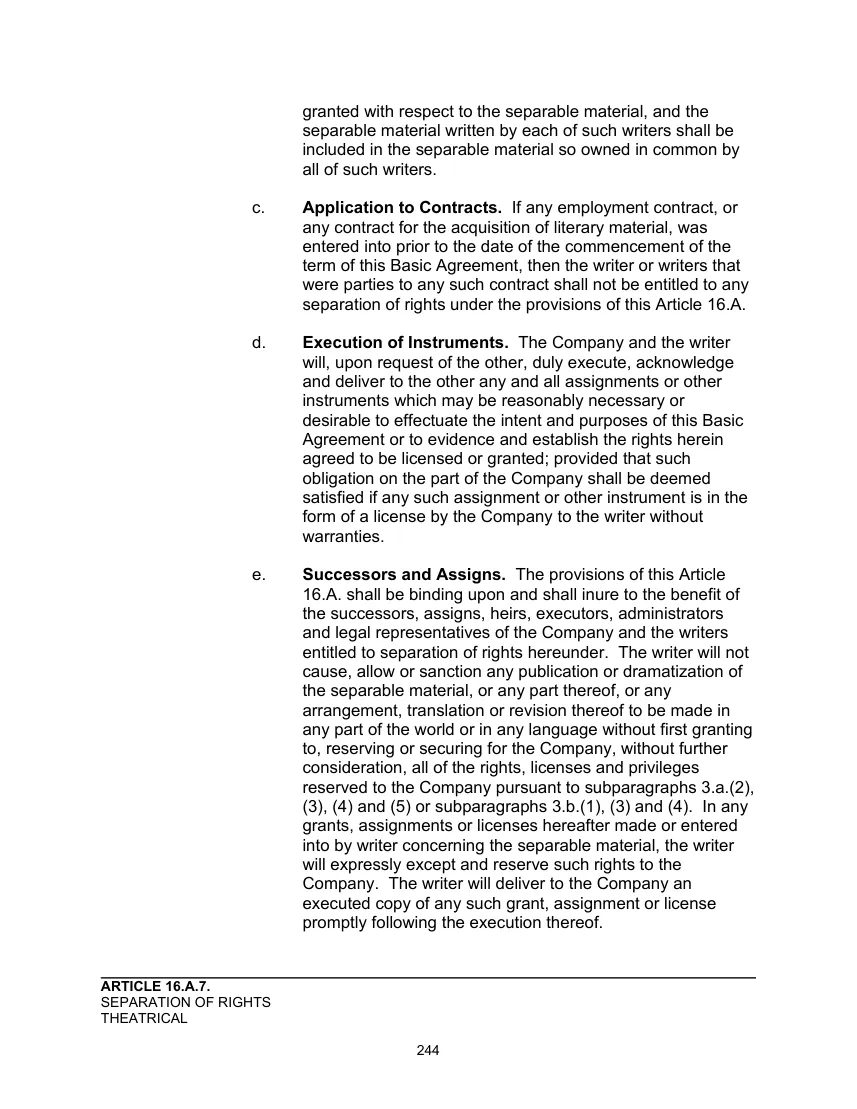 granted with respect to the separable material, and the
separable material written by each of such writers shall be
included in the separable material so owned in common by
all of such writers.
c. Application to Contracts. If any employment contract, or
any contract for the acquisition of literary material, was
entered into prior to the date of the commencement of the
term of this Basic Agreement, then the writer or writers that
were parties to any such contract shall not be entitled to any
separation of rights under the provisions of this Article 16.A.
d. Execution of Instruments. The Company and the writer
will, upon request of the other, duly execute, acknowledge
and deliver to the other any and all assignments or other
instruments which may be reasonably necessary or
desirable to effectuate the intent and purposes of this Basic
Agreement or to evidence and establish the rights herein
agreed to be licensed or granted; provided that such
obligation on the part of the Company shall be deemed
satisfied if any such assignment or other instrument is in the
form of a license by the Company to the writer without
warranties.
e. Successors and Assigns. The provisions of this Article
16.A. shall be binding upon and shall inure to the benefit of
the successors, assigns, heirs, executors, administrators
and legal representatives of the Company and the writers
entitled to separation of rights hereunder. The writer will not
cause, allow or sanction any publication or dramatization of
the separable material, or any part thereof, or any
arrangement, translation or revision thereof to be made in
any part of the world or in any language without first granting
to, reserving or securing for the Company, without further
consideration, all of the rights, licenses and privileges
reserved to the Company pursuant to subparagraphs 3.a.(2),
(3), (4) and (5) or subparagraphs 3.b.(1), (3) and (4). In any
grants, assignments or licenses hereafter made or entered
into by writer concerning the separable material, the writer
will expressly except and reserve such rights to the
Company. The writer will deliver to the Company an
executed copy of any such grant, assignment or license
promptly following the execution thereof.
ARTICLE 16.A.7.
SEPARATION OF RIGHTS
THEATRICAL
244